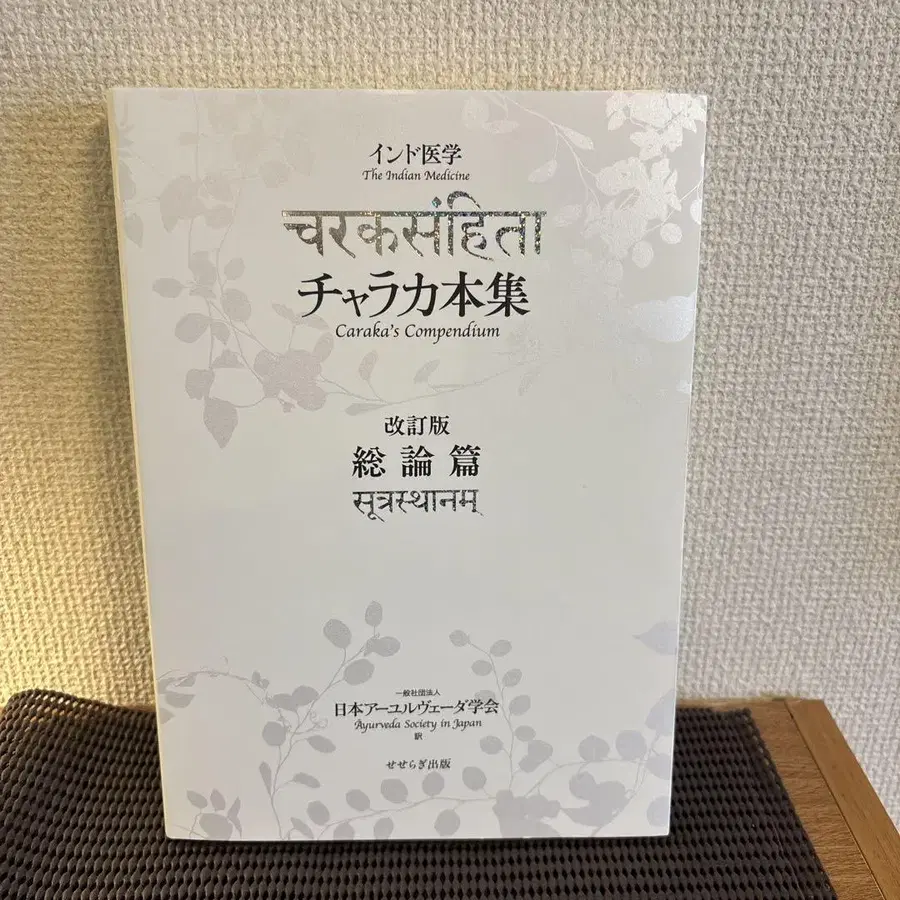 インド医学
The Indian Medicine
चरकसंहिता
チャラカ本集
Caraka's Compendium
改訂版
総論篇
सूत्रस्थानम्
一般社団法人
日本アーユルヴェーダ学会
Āyurveda Society in Japan
訳
せせらぎ出版